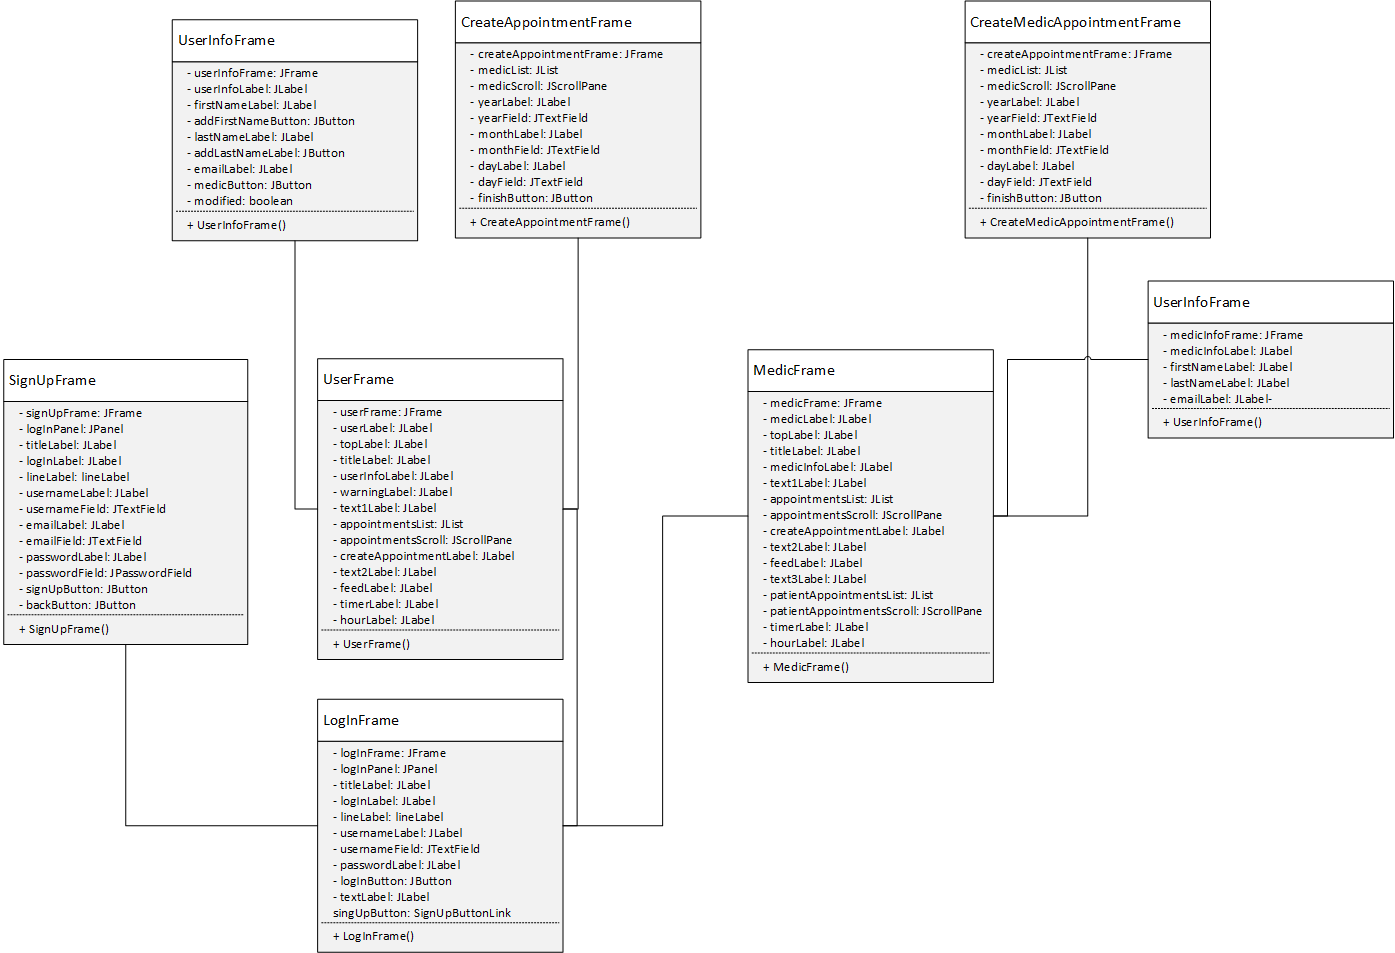 UserInfoFrame
- userInfoFrame: JFrame
- userInfoLabel: JLabel
- firstNameLabel: JLabel
- addFirstNameButton: JButton
- lastNameLabel: JLabel
- addLastNameLabel: JButton
- emailLabel: JLabel
- medicButton: JButton
- modified: boolean
+ UserInfoFrame()
CreateAppointmentFrame
- createAppointmentFrame: JFrame
- medicList: JList
- medicScroll: JScrollPane
- yearLabel: JLabel
- yearField: JTextField
- monthLabel: JLabel
- monthField: JTextField
- dayLabel: JLabel
- dayField: JTextField
- finishButton: JButton
+ CreateAppointmentFrame()
CreateMedicAppointmentFrame
- createAppointmentFrame: JFrame
- medicList: JList
- medicScroll: JScrollPane
- yearLabel: JLabel
- yearField: JTextField
- monthLabel: JLabel
- monthField: JTextField
- dayLabel: JLabel
- dayField: JTextField
- finishButton: JButton
+ CreateMedicAppointmentFrame()
UserInfoFrame
- medicInfoFrame: JFrame
- medicInfoLabel: JLabel
- firstNameLabel: JLabel
- lastNameLabel: JLabel
- emailLabel: JLabel-
+ UserInfoFrame()
SignUpFrame
- signUpFrame: JFrame
- logInPanel: JPanel
- titleLabel: JLabel
- logInLabel: JLabel
- lineLabel: lineLabel
- usernameLabel: JLabel
- usernameField: JTextField
- emailLabel: JLabel
- emailField: JTextField
- passwordLabel: JLabel
- passwordField: JPasswordField
- signUpButton: JButton
- backButton: JButton
+ SignUpFrame()
UserFrame
- userFrame: JFrame
- userLabel: JLabel
- topLabel: JLabel
- titleLabel: JLabel
- userInfoLabel: JLabel
- warningLabel: JLabel
- text1Label: JLabel
- appointmentsList: JList
- appointmentsScroll: JScrollPane
- createAppointmentLabel: JLabel
- text2Label: JLabel
- feedLabel: JLabel
- timerLabel: JLabel
- hourLabel: JLabel
+ UserFrame()
MedicFrame
- medicFrame: JFrame
- medicLabel: JLabel
- topLabel: JLabel
- titleLabel: JLabel
- medicInfoLabel: JLabel
- text1Label: JLabel
- appointmentsList: JList
- appointmentsScroll: JScrollPane
- createAppointmentLabel: JLabel
- text2Label: JLabel
- feedLabel: JLabel
- text3Label: JLabel
- patientAppointmentsList: JList
- patientAppointmentsScroll: JScrollPane
- timerLabel: JLabel
- hourLabel: JLabel
+ MedicFrame()
LogInFrame
- logInFrame: JFrame
- logInPanel: JPanel
- titleLabel: JLabel
- logInLabel: JLabel
- lineLabel: lineLabel
- usernameLabel: JLabel
- usernameField: JTextField
- passwordLabel: JLabel
- logInButton: JButton
- textLabel: JLabel
singUpButton: SignUpButtonLink
+ LogInFrame()